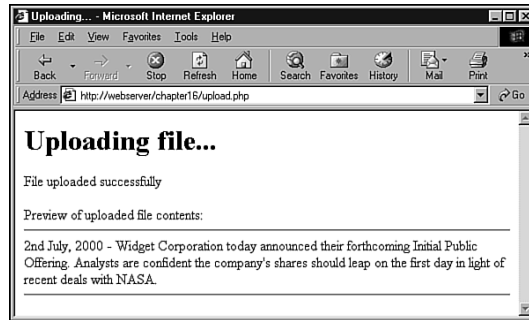 Uploading... - Microsoft Internet Explorer
File Edit View Favorites Tools Help
Back Forward Stop Refresh Home Search Favorites History Mail Print
Address http://webserver/chapter16/upload.php Go
Uploading file...
File uploaded successfully
Preview of uploaded file contents:
2nd July, 2000 - Widget Corporation today announced their forthcoming Initial Public
Offering. Analysts are confident the company's shares should leap on the first day in light of
recent deals with NASA.